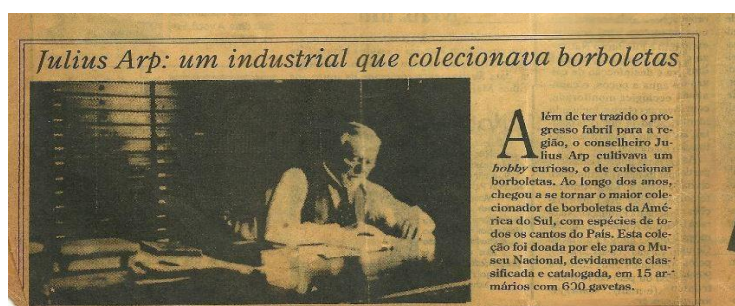 Julius Arp: um industrial que colecionava borboletas
Além de ter trazido o pro-
gresso fabril para a re-
gião, o conselheiro Ju-
lius Arp cultivava um
hobby curioso, o de colecionar
borboletas. Ao longo dos anos,
chegou a se tornar o maior cole-
cionador de borboletas da Amé-
rica do Sul, com espécies de to-
dos os cantos do País. Esta cole-
ção foi doada por ele para o Mu-
seu Nacional, devidamente clas-
sificada e catalogada, em 15 ar-
mários com 600 gavetas.